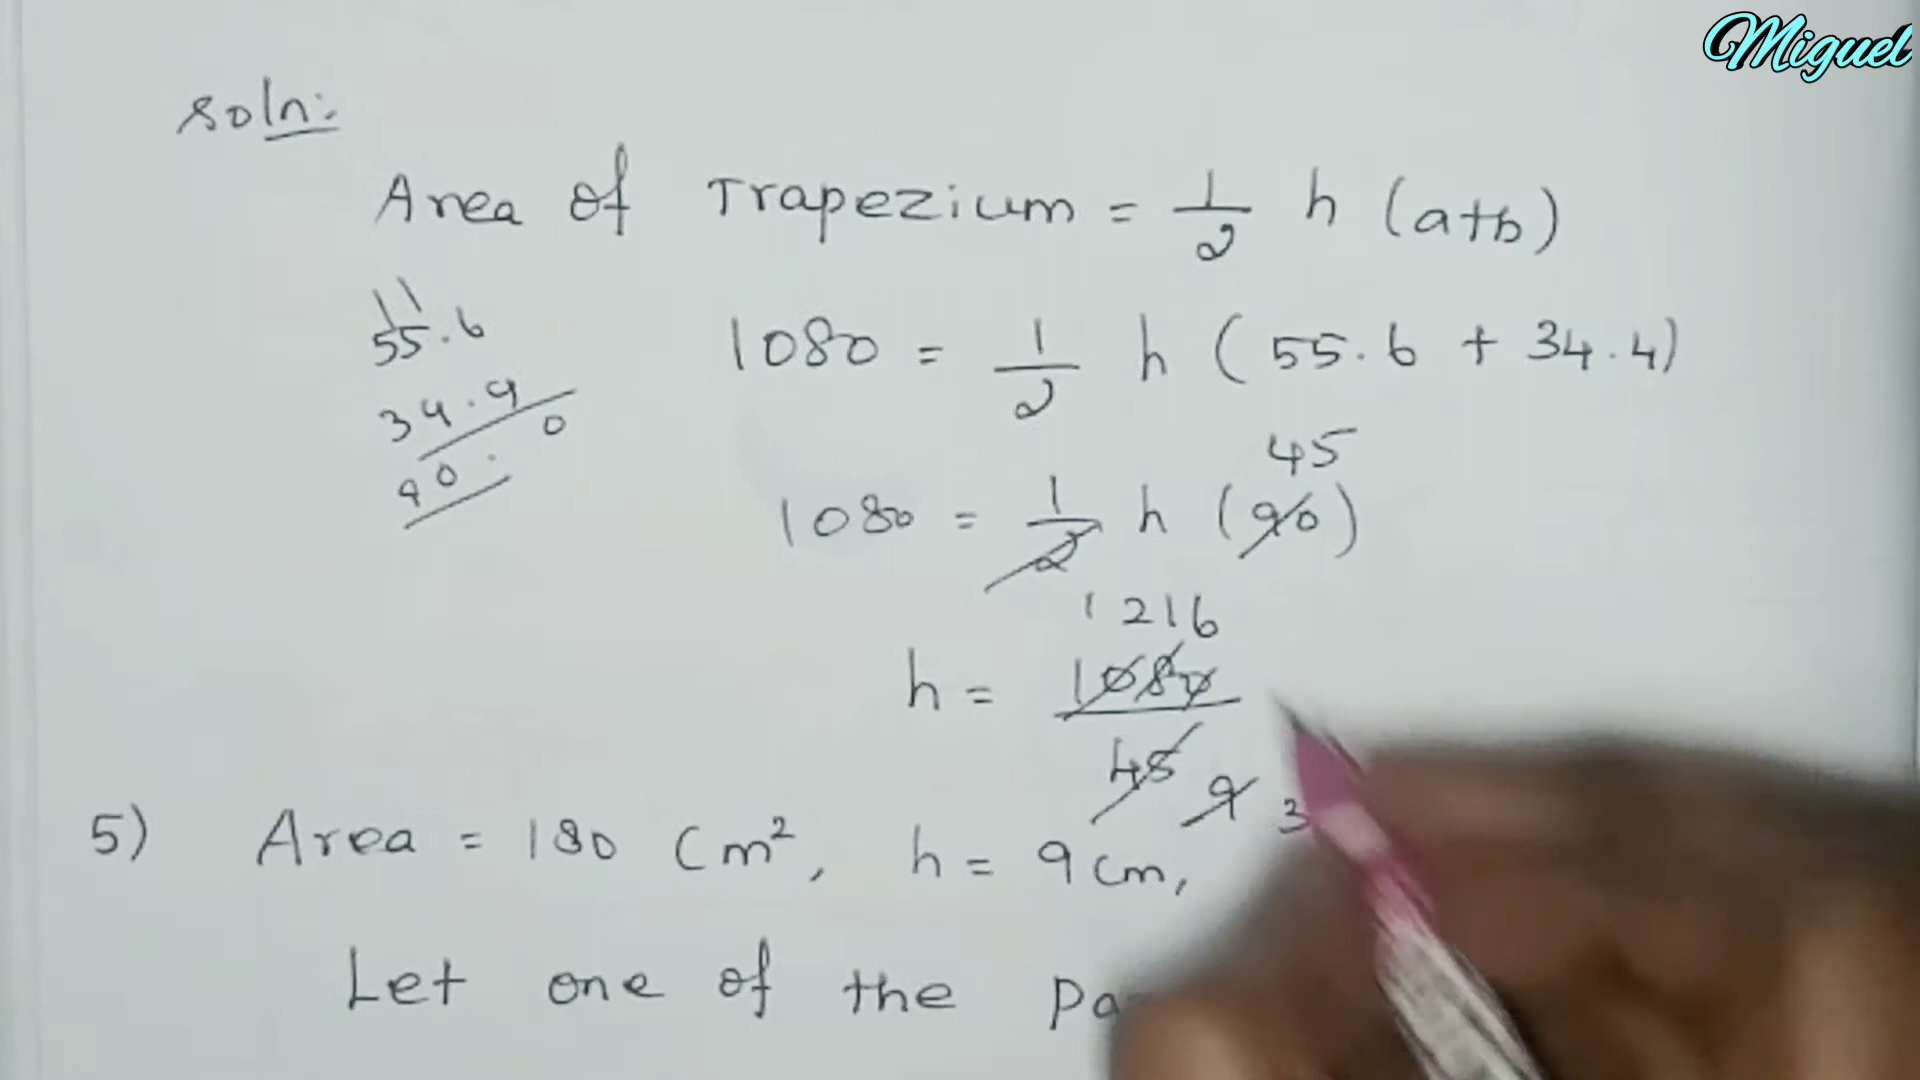 Miguel
Soln:
Area of Trapezium = 1/2 h (a+b)
11
55.6
34.4
90.0
1080 = 1/2 h (55.6 + 34.4)
45
1080 = 1/2 h (90)
1 216
h = 1080/45 9 3
5) Area = 180 Cm², h = 9 cm,
Let one of the